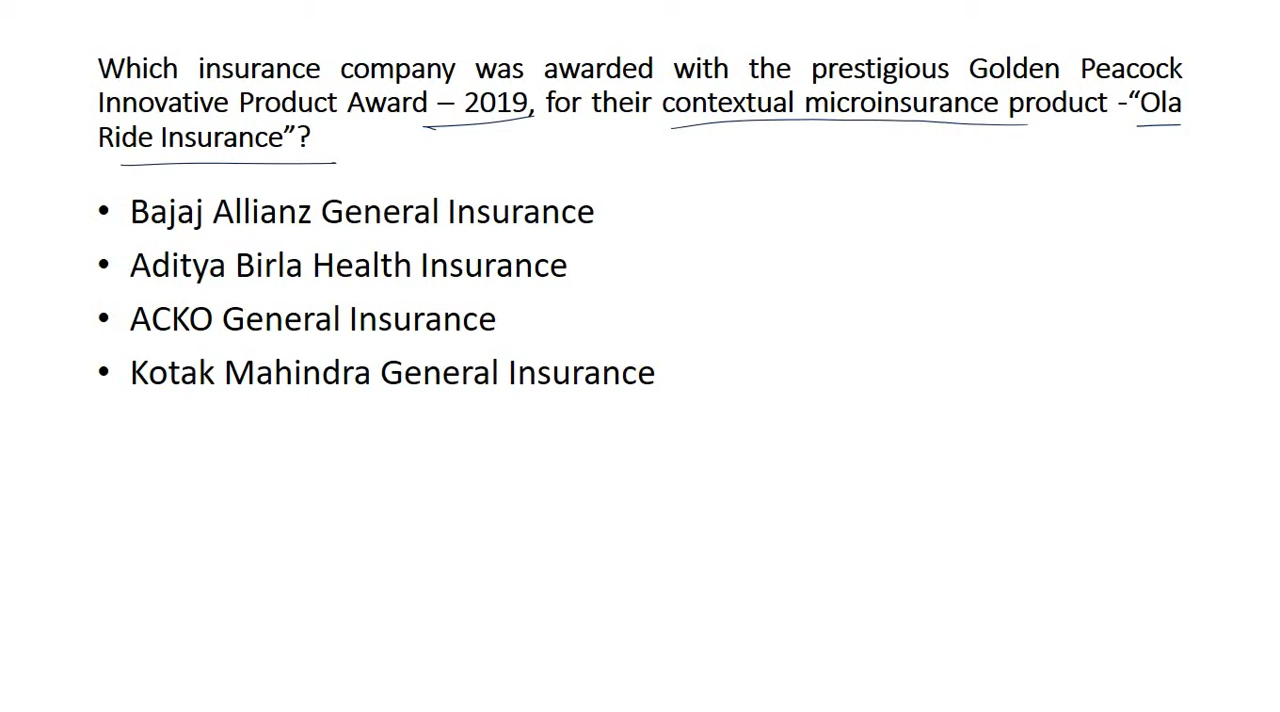 Which insurance company was awarded with the prestigious Golden Peacock
Innovative Product Award – 2019, for their contextual microinsurance product -“Ola
Ride Insurance”?
• Bajaj Allianz General Insurance
• Aditya Birla Health Insurance
• ACKO General Insurance
• Kotak Mahindra General Insurance